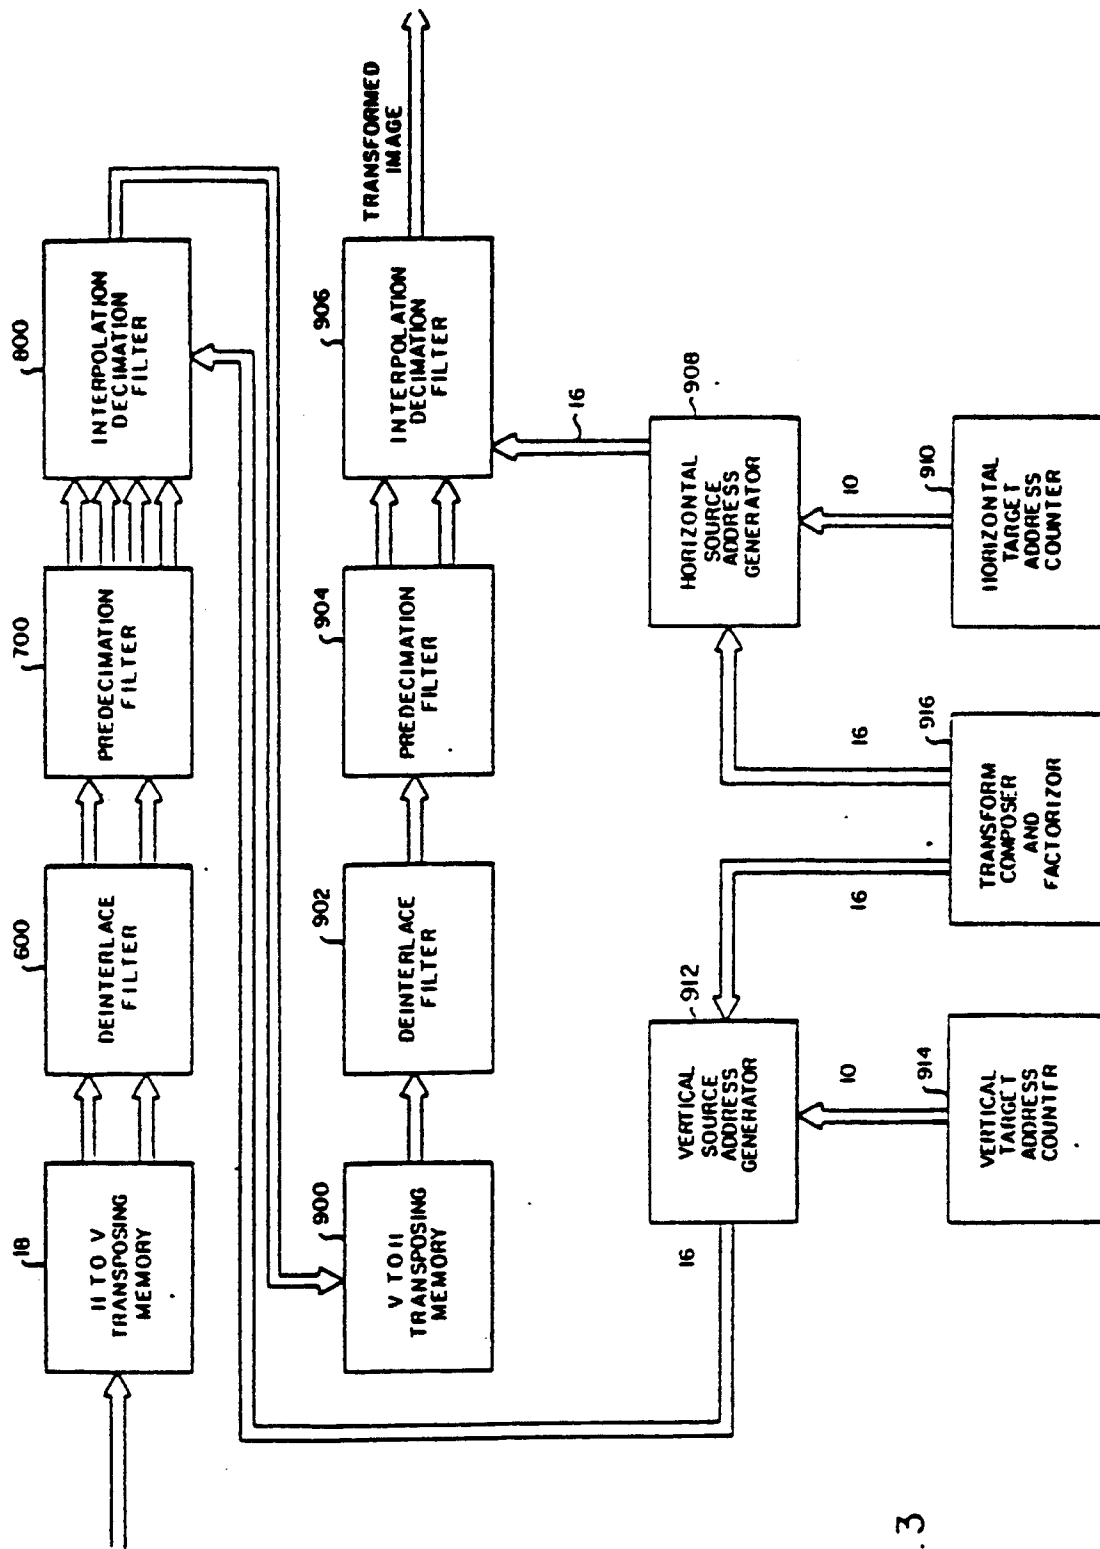 18
H TO V
TRANSPOSING
MEMORY
600
DEINTERLACE
FILTER
700
PREDECIMATION
FILTER
800
INTERPOLATION
DECIMATION
FILTER
900
V TO H
TRANSPOSING
MEMORY
902
DEINTERLACE
FILTER
904
PREDECIMATION
FILTER
906
INTERPOLATION
DECIMATION
FILTER
TRANSFORMED
IMAGE
16
912
VERTICAL
SOURCE
ADDRESS
GENERATOR
16
908
HORIZONTAL
SOURCE
ADDRESS
GENERATOR
10
16
16
10
914
VERTICAL
TARGET
ADDRESS
COUNTER
916
TRANSFORM
COMPOSER
AND
FACTORIZOR
910
HORIZONTAL
TARGET
ADDRESS
COUNTER
.3